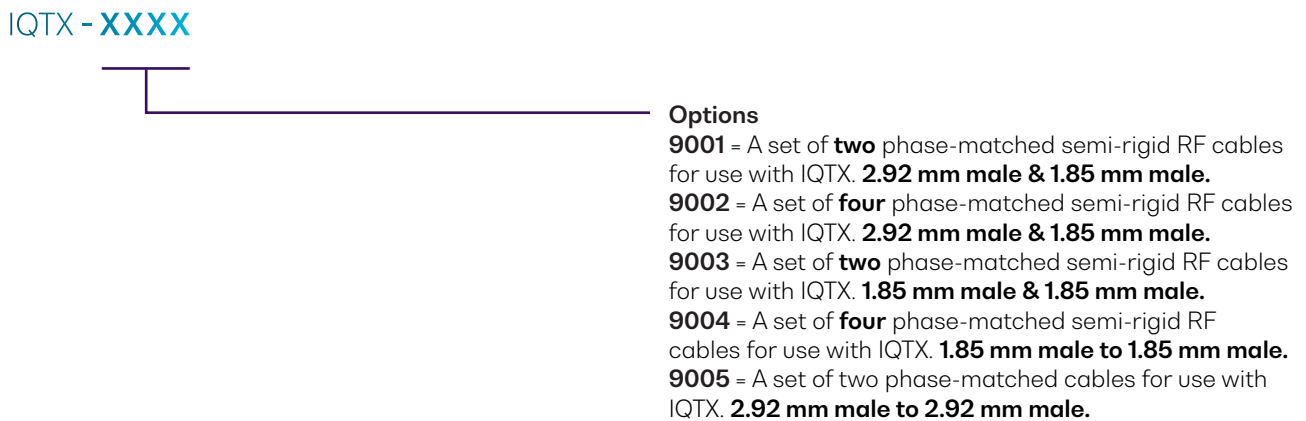 IQTX - XXXX
Options
9001 = A set of two phase-matched semi-rigid RF cables
for use with IQTX. 2.92 mm male & 1.85 mm male.
9002 = A set of four phase-matched semi-rigid RF cables
for use with IQTX. 2.92 mm male & 1.85 mm male.
9003 = A set of two phase-matched semi-rigid RF cables
for use with IQTX. 1.85 mm male & 1.85 mm male.
9004 = A set of four phase-matched semi-rigid RF
cables for use with IQTX. 1.85 mm male to 1.85 mm male.
9005 = A set of two phase-matched cables for use with
IQTX. 2.92 mm male to 2.92 mm male.